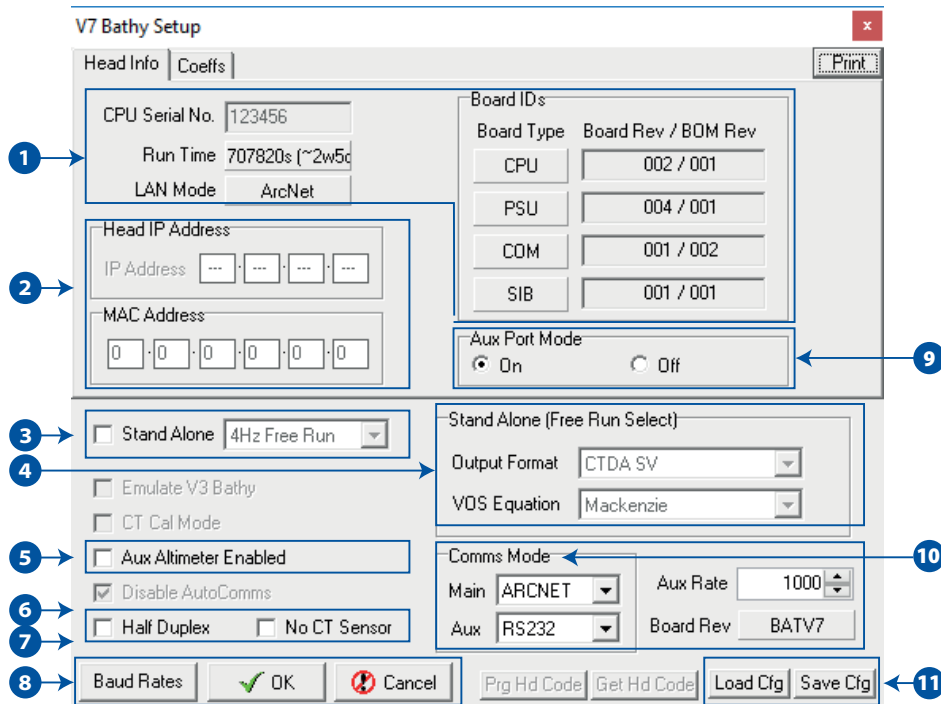 V7 Bathy Setup
x
Head Info
Coeffs
Print
CPU Serial No. 123456
Run Time 707820s (~2w5d
LAN Mode ArcNet
Board IDs
Board Type Board Rev / BOM Rev
CPU 002 / 001
PSU 004 / 001
COM 001 / 002
SIB 001 / 001
1
Head IP Address
IP Address --- . --- . --- . ---
2
MAC Address
0 . 0 . 0 . 0 . 0 . 0
Aux Port Mode
On Off
9
3
Stand Alone 4Hz Free Run
4
Stand Alone (Free Run Select)
Output Format CTDA SV
VOS Equation Mackenzie
Emulate V3 Bathy
CT Cal Mode
5
Aux Altimeter Enabled
Disable AutoComms
6
7
Half Duplex No CT Sensor
Comms Mode
10
Main ARCNET
Aux RS232
Aux Rate 1000
Board Rev BATV7
8
Baud Rates OK Cancel
Prg Hd Code Get Hd Code
Load Cfg Save Cfg
11